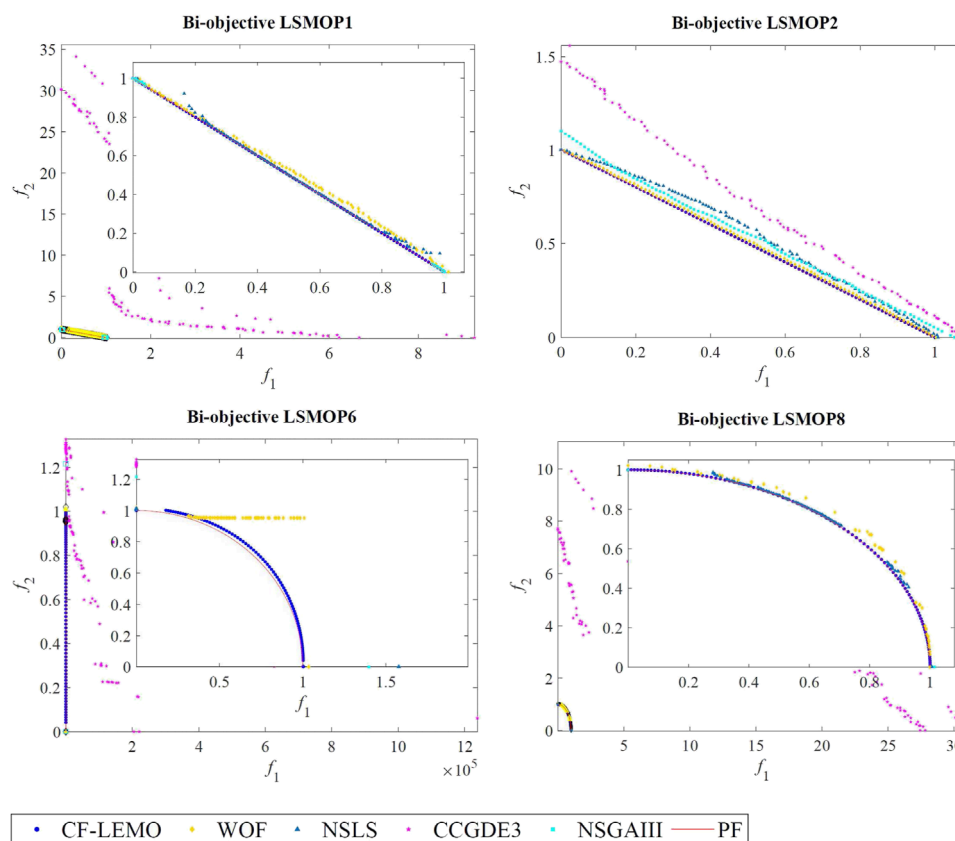 Bi-objective LSMOP1
35
30
25
20
15
10
5
0
f2
0 2 4 6 8
f1
1
0.8
0.6
0.4
0.2
0
0 0.2 0.4 0.6 0.8 1
Bi-objective LSMOP2
1.5
1
0.5
0
f2
0 0.2 0.4 0.6 0.8 1
f1
Bi-objective LSMOP6
1.2
1
0.8
0.6
0.4
0.2
0
f2
0 2 4 6 8 10 12
×10^5
f1
1.2
1
0.8
0.6
0.4
0.2
0
0.5 1 1.5
f1
Bi-objective LSMOP8
10
8
6
4
2
0
f2
5 10 15 20 25 30
f1
1
0.8
0.6
0.4
0.2
0
0.2 0.4 0.6 0.8 1
CF-LEMO WOF NSLS CCGDE3 NSGAIII PF